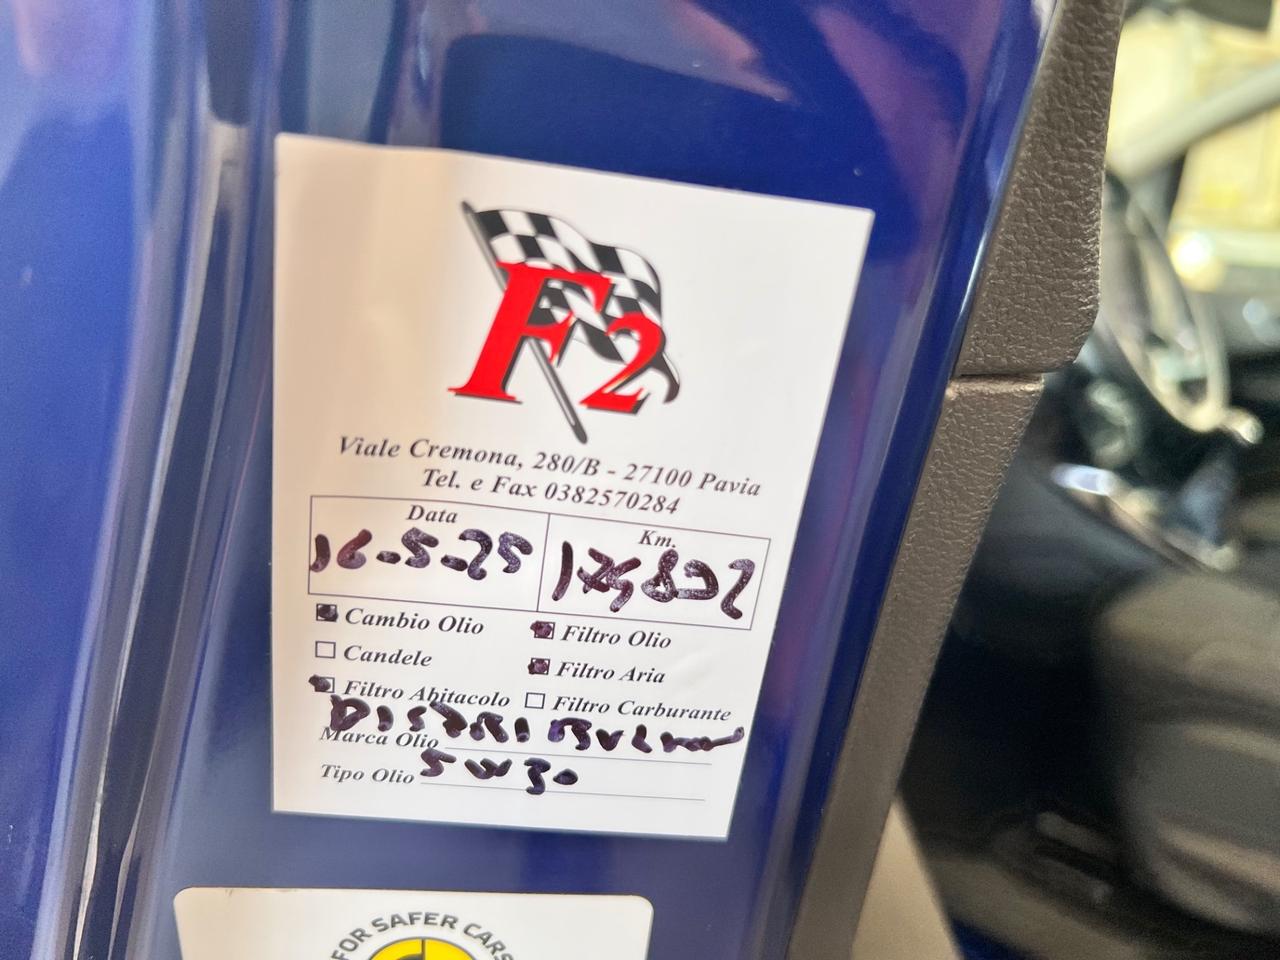 F2
Viale Cremona, 280/B - 27100 Pavia
Tel. e Fax 0382570284
Data Km.
16-5-25
Cambio Olio Filtro Olio
Candele Filtro Aria
Filtro Abitacolo Filtro Carburante
DISCHI
Marca Olio
Tipo Olio 5W30
FOR SAFER CARS